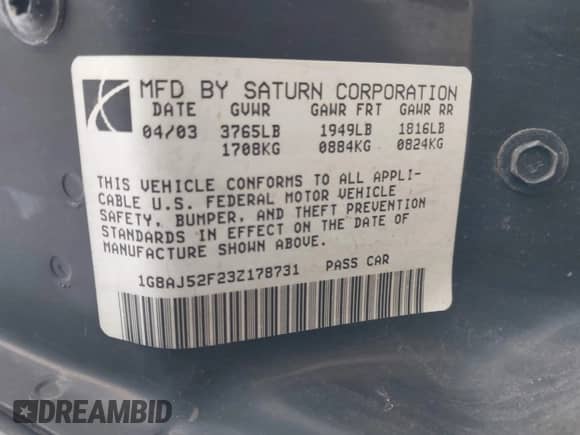 MFD BY SATURN CORPORATION
DATE GVWR GAWR FRT GAWR RR
04/03 3765LB 1949LB 1816LB
1708KG 0884KG 0824KG
THIS VEHICLE CONFORMS TO ALL APPLI-
CABLE U.S. FEDERAL MOTOR VEHICLE
SAFETY, BUMPER, AND THEFT PREVENTION
STANDARDS IN EFFECT ON THE DATE OF
MANUFACTURE SHOWN ABOVE.
1G8AJ52F23Z178731 PASS CAR
DREAMBID